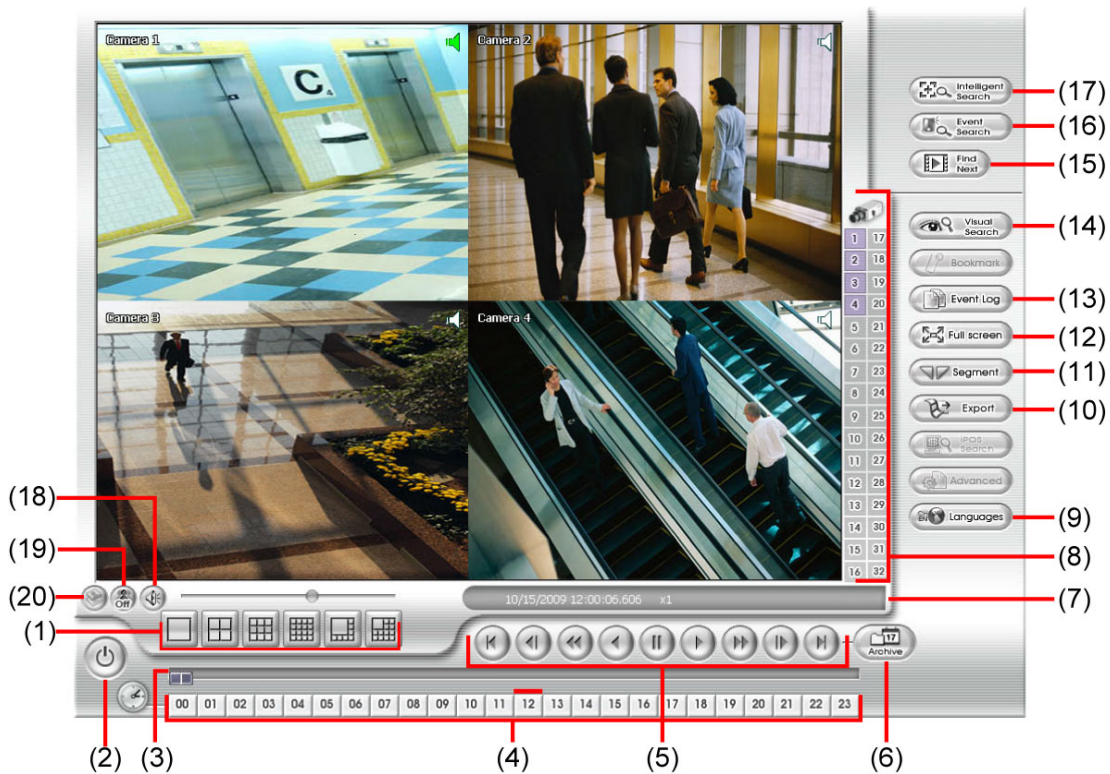 Camera 1
Camera 2
C
Camera 3
Camera 4
Intelligent
Search
(17)
Event
Search
(16)
Find
Next
(15)
Visual
Search
(14)
Bookmark
Event Log
(13)
Full screen
(12)
Segment
(11)
Export
(10)
iPOS
Search
Advanced
Languages
(9)
(8)
1 17
2 18
3 19
4 20
5 21
6 22
7 23
8 24
9 25
10 26
11 27
12 28
13 29
14 30
15 31
16 32
(18)
(19)
(20)
Off
(1)
10/15/2009 12:00:06.606 x1
(7)
17
Archive
00 01 02 03 04 05 06 07 08 09 10 11 12 13 14 15 16 17 18 19 20 21 22 23
(2) (3) (4) (5) (6)